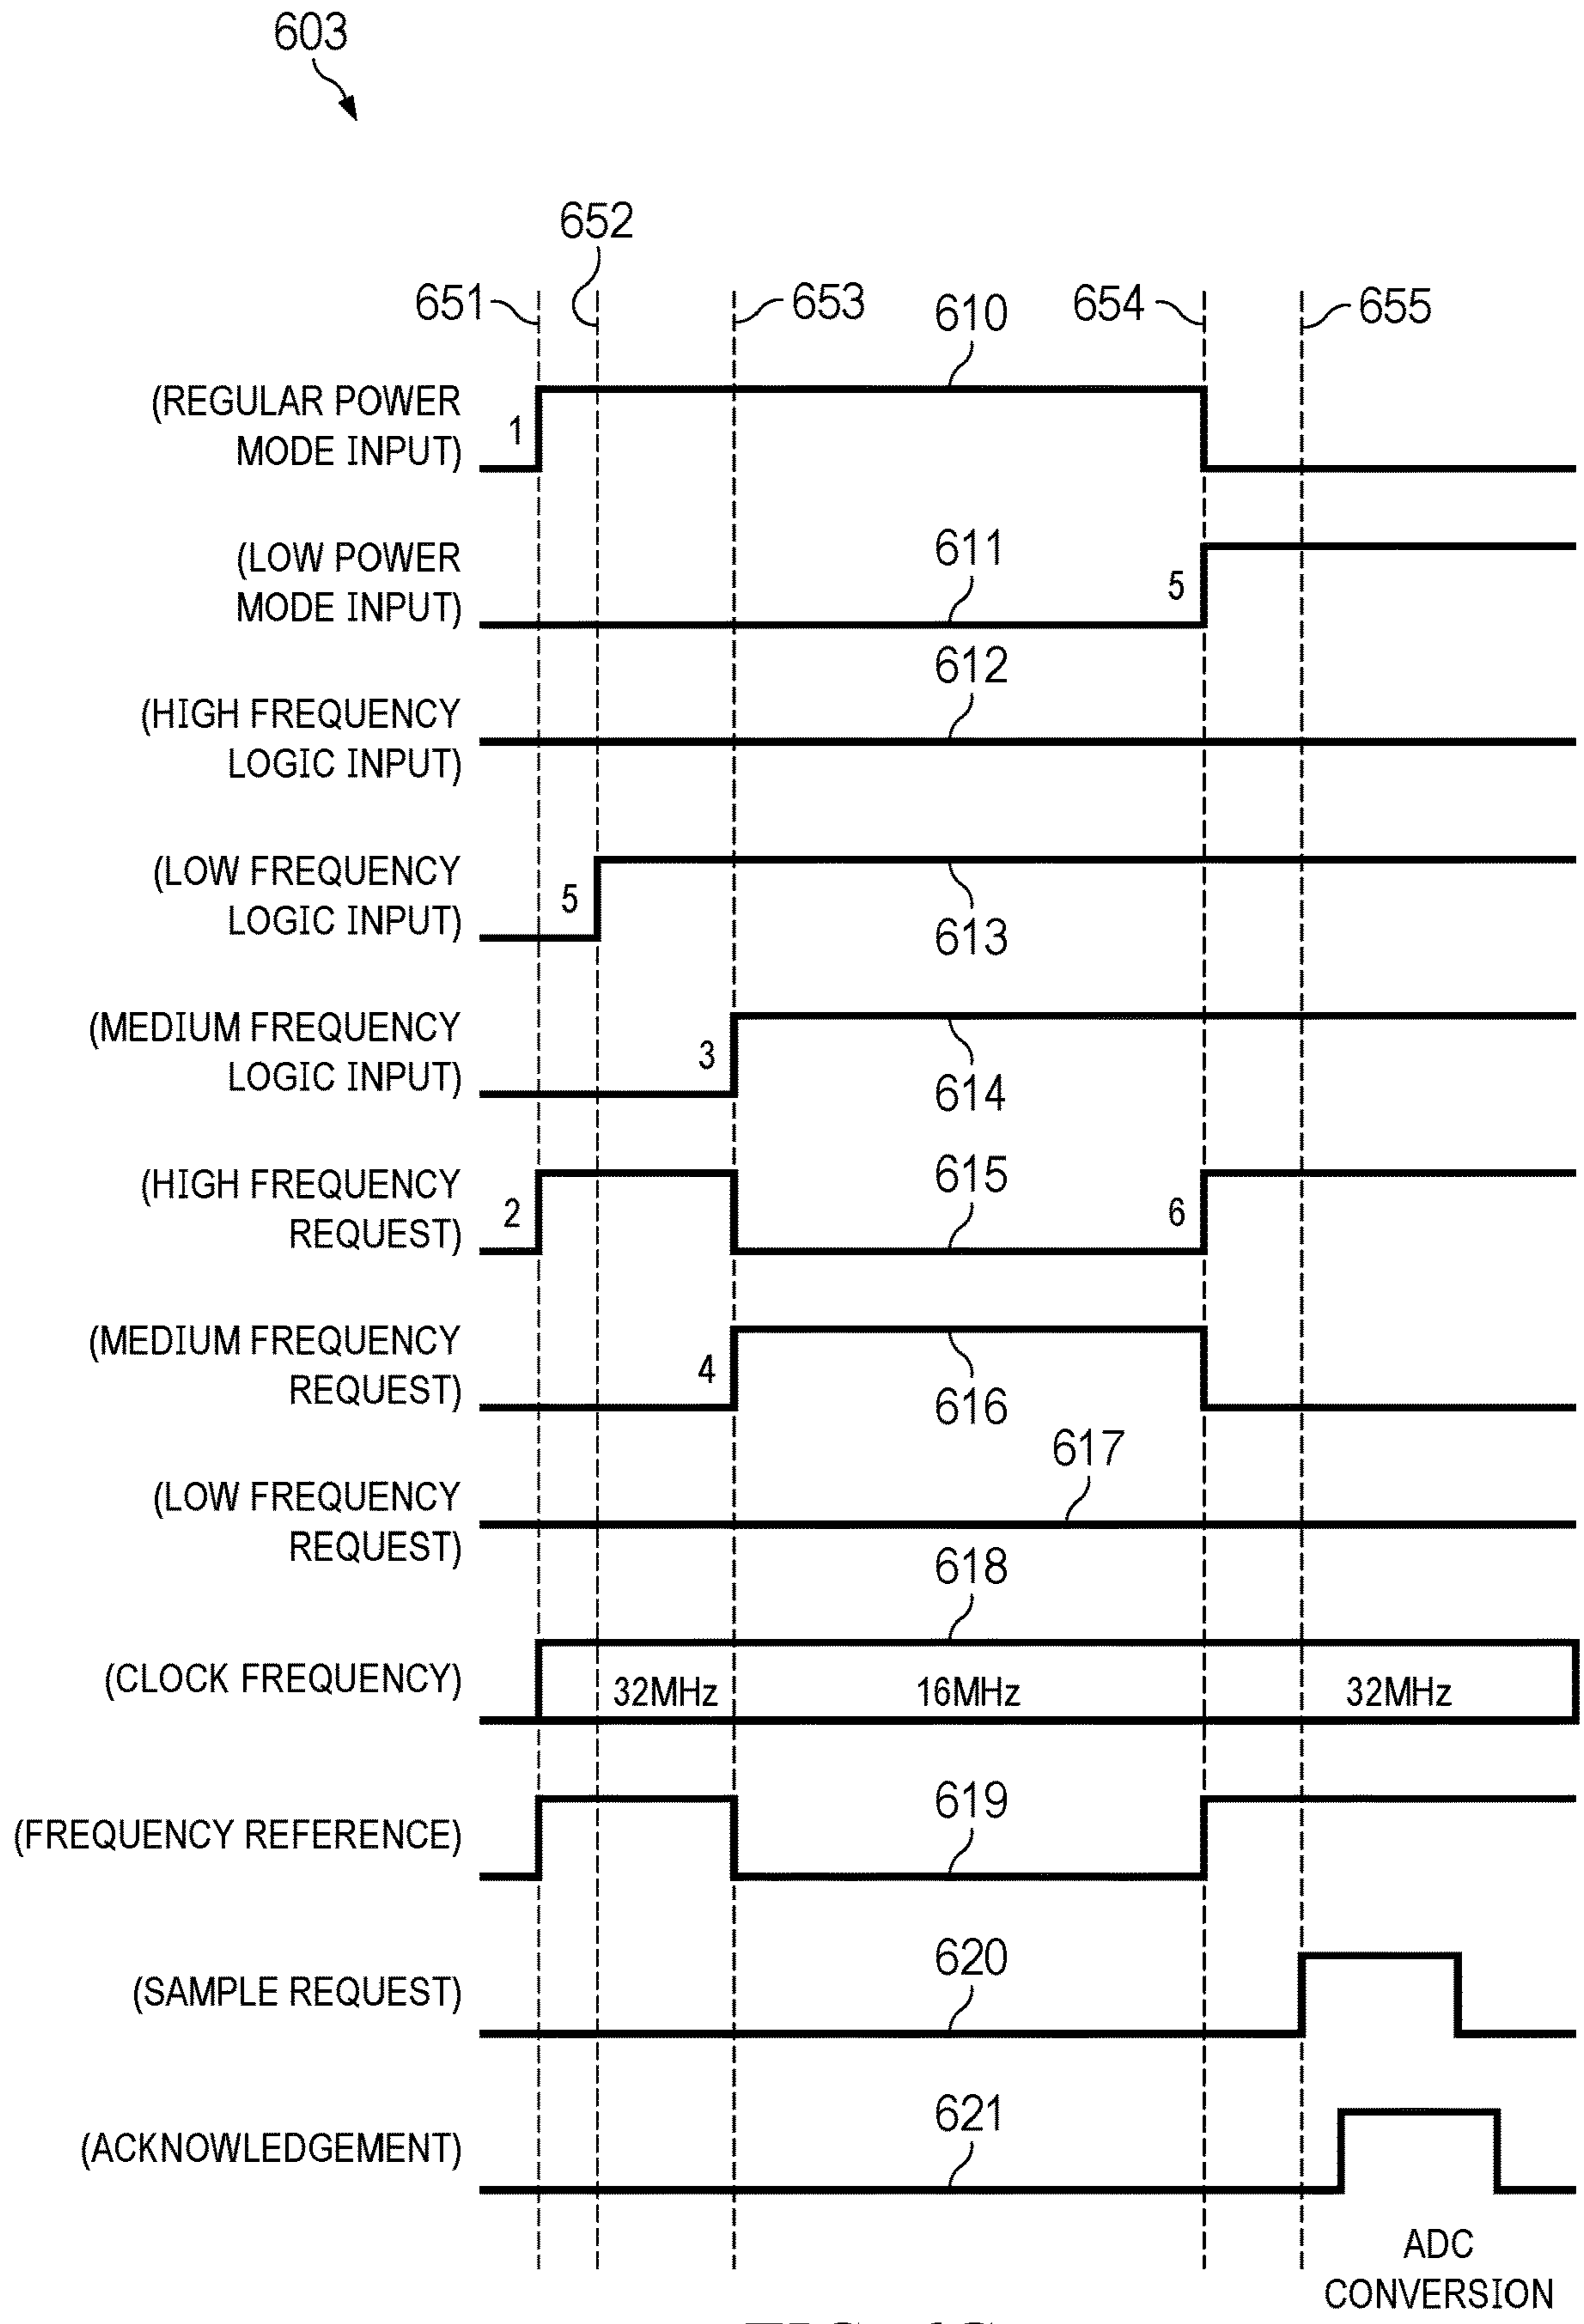 603
652
651
653
610
654
655
(REGULAR POWER
MODE INPUT)
1
(LOW POWER
MODE INPUT)
611
5
612
(HIGH FREQUENCY
LOGIC INPUT)
(LOW FREQUENCY
LOGIC INPUT)
5
613
(MEDIUM FREQUENCY
LOGIC INPUT)
3
614
(HIGH FREQUENCY
REQUEST)
2
615
6
(MEDIUM FREQUENCY
REQUEST)
4
616
617
(LOW FREQUENCY
REQUEST)
618
(CLOCK FREQUENCY)
32MHz
16MHz
32MHz
619
(FREQUENCY REFERENCE)
620
(SAMPLE REQUEST)
621
(ACKNOWLEDGEMENT)
ADC
CONVERSION